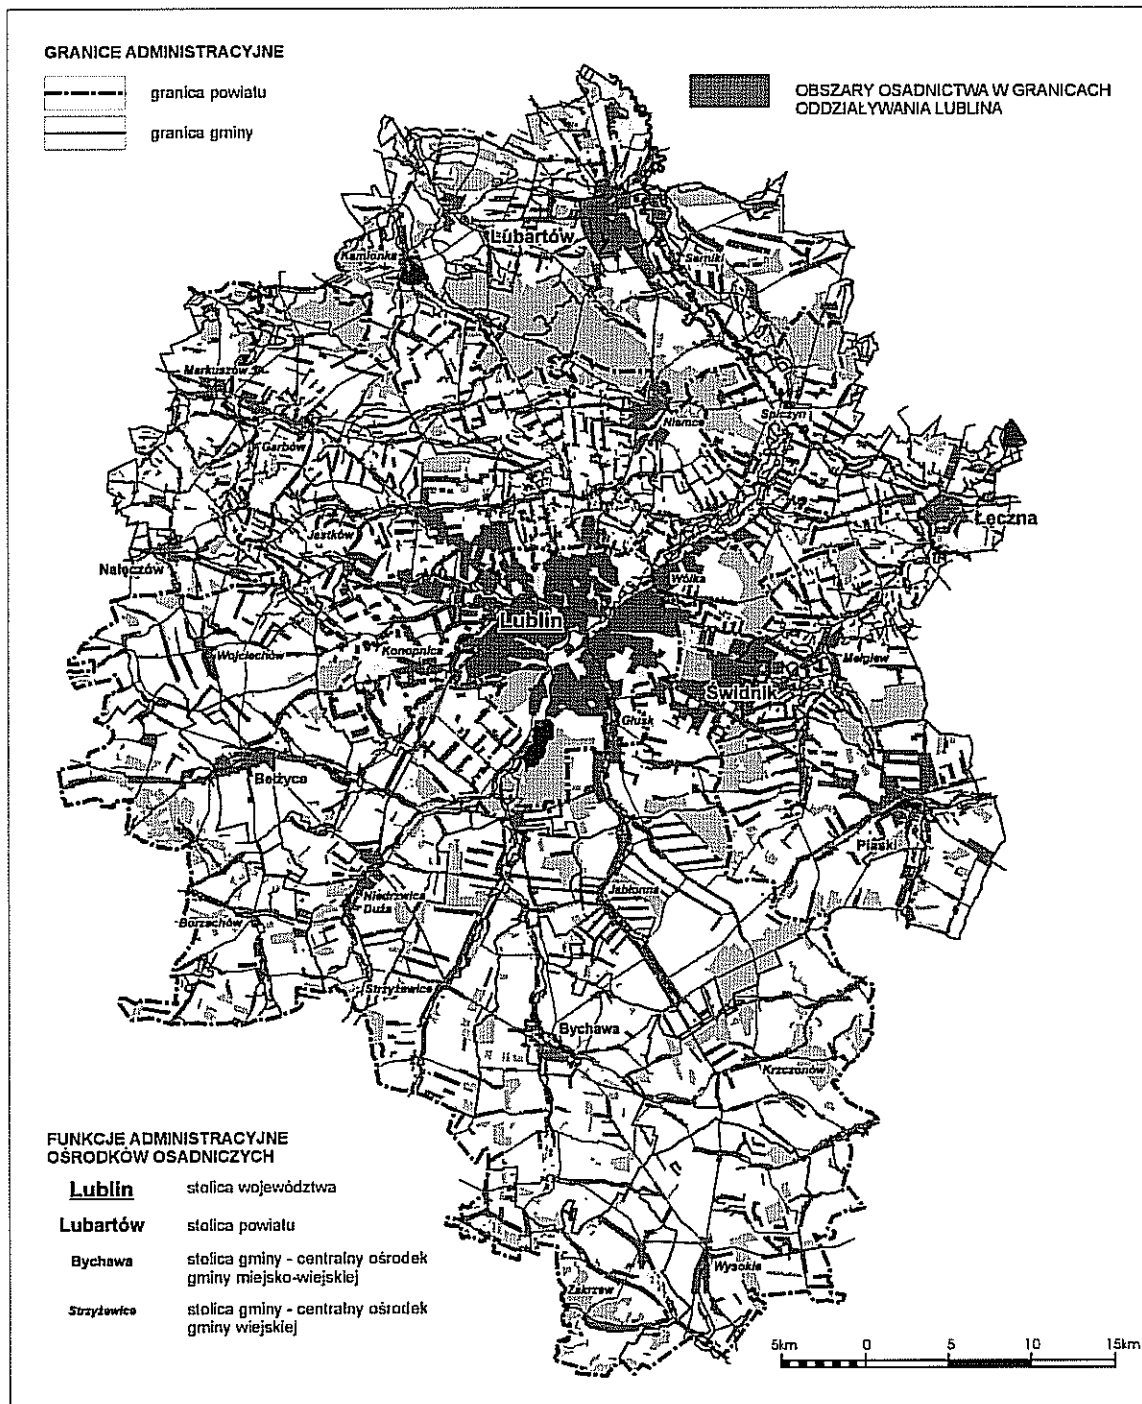 GRANICE ADMINISTRACYJNE
granica powiatu
granica gminy
OBSZARY OSADNICTWA W GRANICACH
ODDZIAŁYWANIA LUBLINA
Lubartów
Kamionka
Serniki
Markuszów
Niemce
Spiczyn
Garbów
Łęczna
Jastków
Nałęczów
Wólka
Lublin
Konopnica
Wojciechów
Mełgiew
Świdnik
Głusk
Bełżyce
Piaski
Niedrzwica
Duża
Jabłonna
Borzechów
Strzyżewice
Bychawa
Krzczonów
FUNKCJE ADMINISTRACYJNE
OŚRODKÓW OSADNICZYCH
Lublin stolica województwa
Lubartów stolica powiatu
Bychawa stolica gminy - centralny ośrodek
gminy miejsko-wiejskiej
Strzyżewice stolica gminy - centralny ośrodek
gminy wiejskiej
Wysokie
Zakrzew
5km 0 5 10 15km